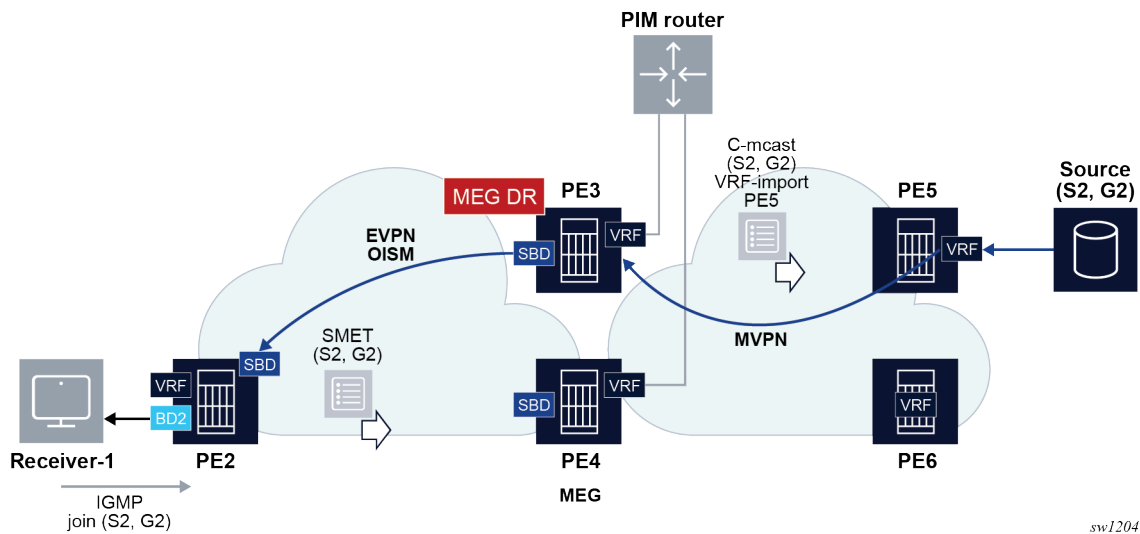 PIM router
C-mcast
(S2, G2)
VRF-import
PE5
Source
(S2, G2)
MEG DR
PE3
PE5
VRF
VRF
EVPN
OISM
SBD
MVPN
SMET
(S2, G2)
SBD
VRF
BD2
SBD
VRF
VRF
Receiver-1
PE2
PE4
PE6
MEG
IGMP
join (S2, G2)
sw1204